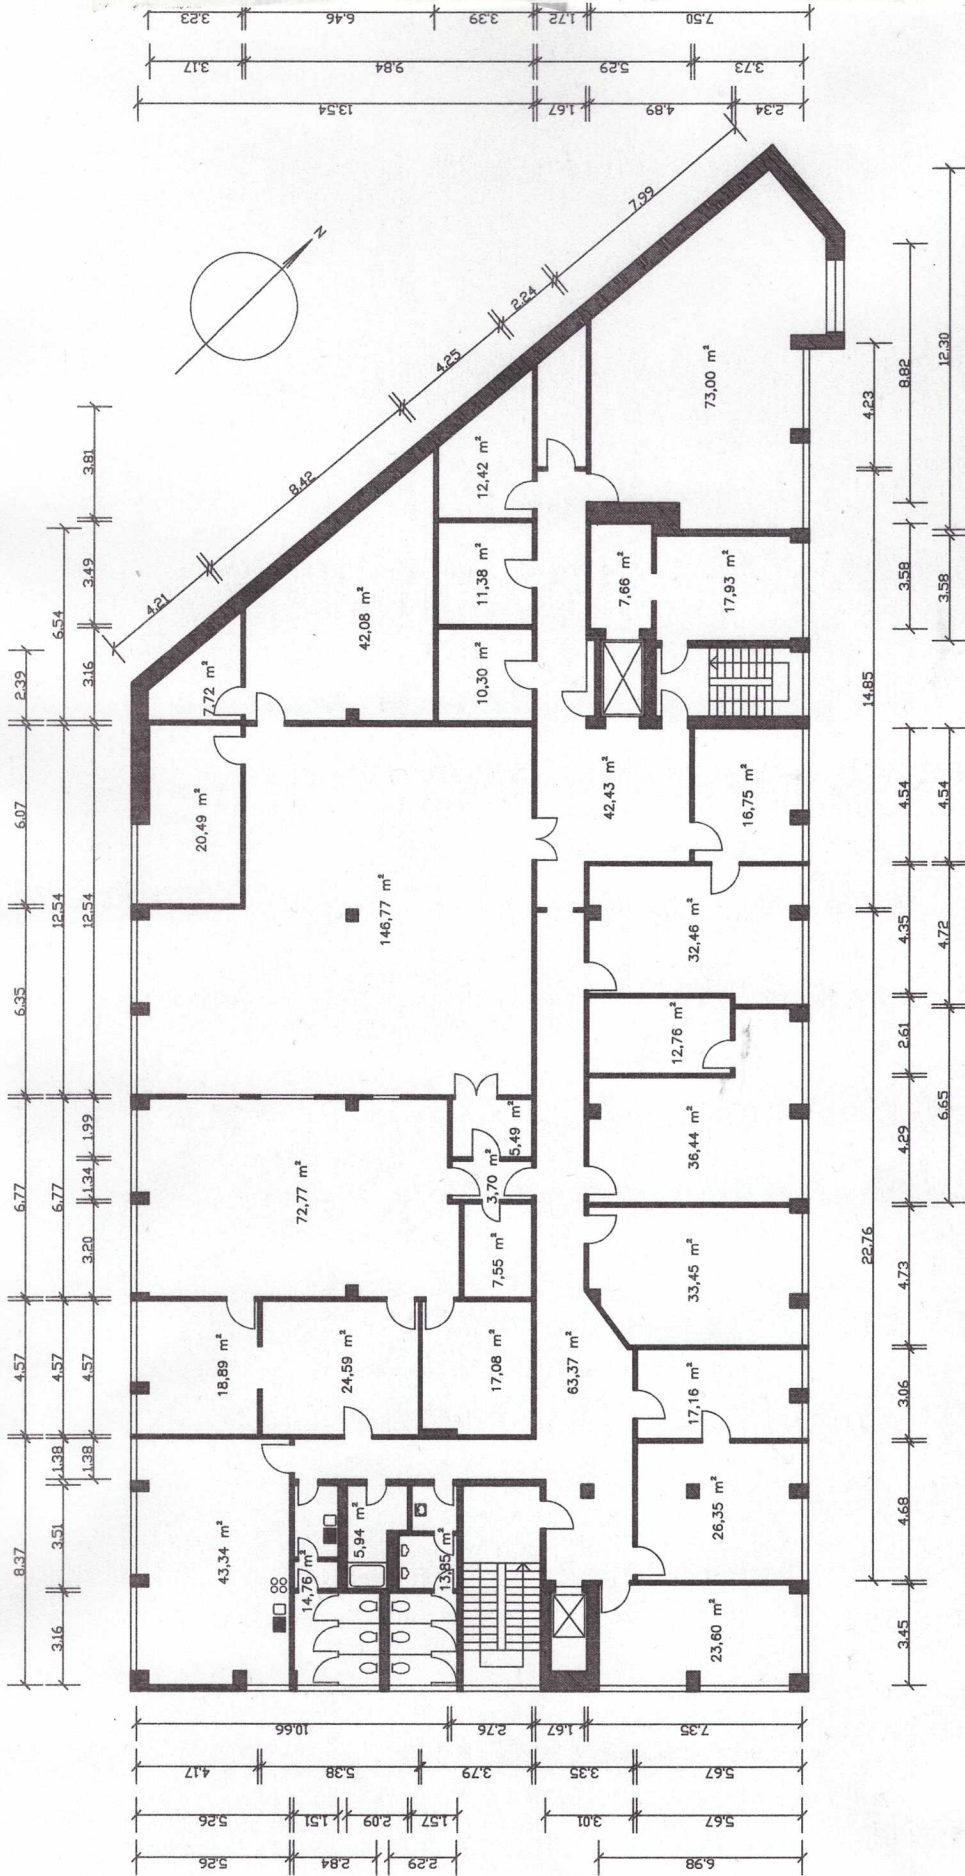 3.23
6.46
3.39
1.72
7.50
3.17
9.84
5.29
3.73
13.54
1.67
4.89
2.34
N
7.99
2.24
4.25
8.42
4.21
12.30
8.82
4.23
3.81
3.49
3.16
6.54
2.39
73,00 m²
12,42 m²
11,38 m²
10,30 m²
42,08 m²
7,72 m²
7,66 m²
17,93 m²
3.58
3.58
14.85
6.07
12.54
12.54
20,49 m²
42,43 m²
16,75 m²
4.54
4.54
146,77 m²
32,46 m²
4.35
4.72
6.35
12,76 m²
2.61
6.65
36,44 m²
4.29
5,49 m²
3,70 m²
72,77 m²
7,55 m²
6.77
6.77
1.99
1.34
3.20
33,45 m²
4.73
22.76
18,89 m²
24,59 m²
17,08 m²
63,37 m²
17,16 m²
3.06
4.57
4.57
4.57
1.38
1.38
43,34 m²
14,76 m²
5,94 m²
13,85 m²
26,35 m²
4.68
8.37
3.51
3.16
23,60 m²
3.45
10.66
2.76
1.67
7.35
4.17
5.38
3.79
3.35
5.67
5.26
1.51
2.09
1.57
3.01
5.67
5.26
2.84
2.29
6.98